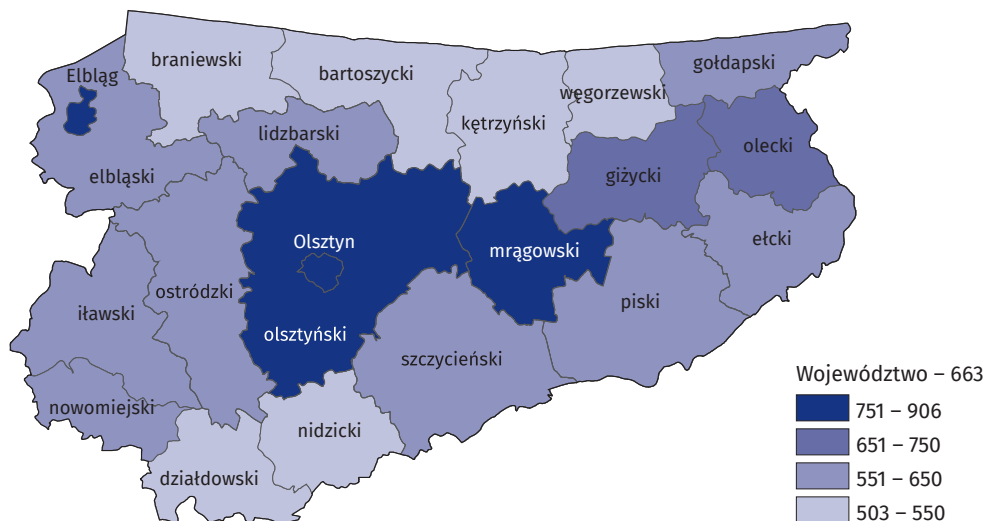 braniewski
bartoszycki
gołdapski
Elbląg
węgorzewski
kętrzyński
lidzbarski
olecki
elbląski
giżycki
ełcki
Olsztyn
mrągowski
ostródzki
piski
iławski
olsztyński
szczycieński
nowomiejski
nidzicki
działdowski
Województwo – 663
751 – 906
651 – 750
551 – 650
503 – 550